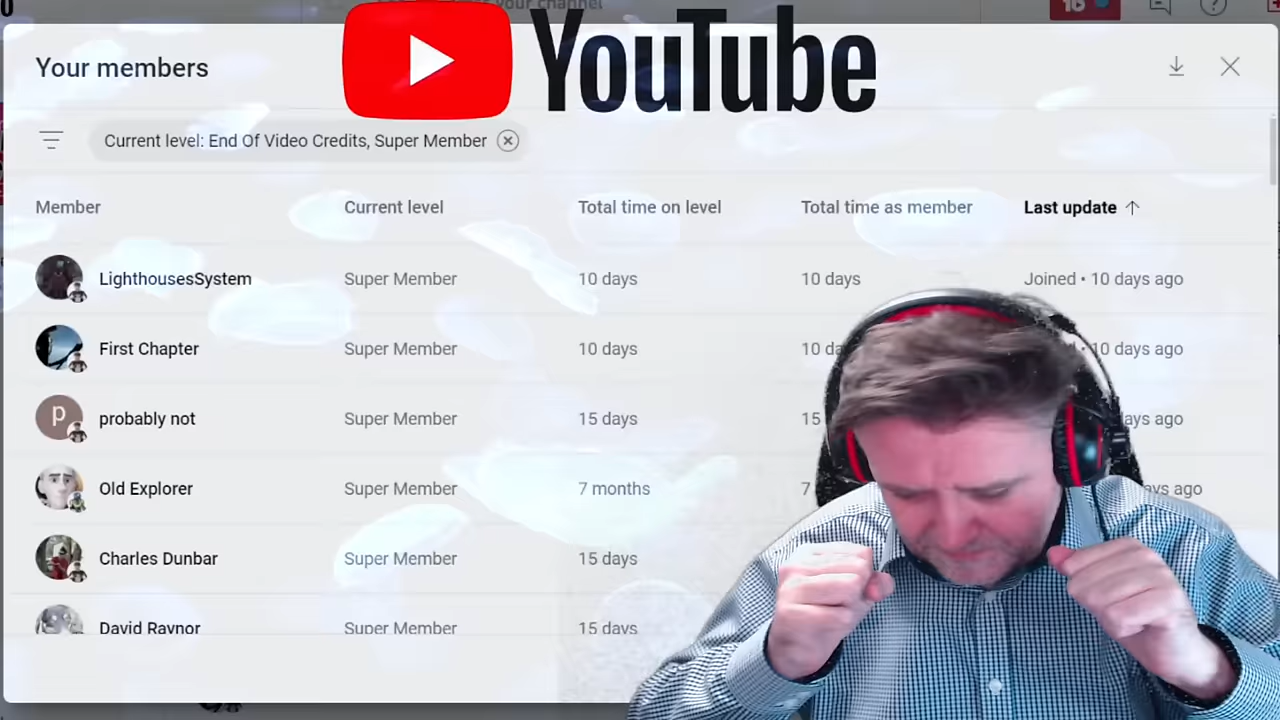 YouTube
Your members
Current level: End Of Video Credits, Super Member
Member Current level Total time on level Total time as member Last update
LighthousesSystem Super Member 10 days 10 days Joined • 10 days ago
First Chapter Super Member 10 days 10 • 10 days ago
P probably not Super Member 15 days 15 ago
Old Explorer Super Member 7 months 7 ago
Charles Dunbar Super Member 15 days
David Raynor Super Member 15 days